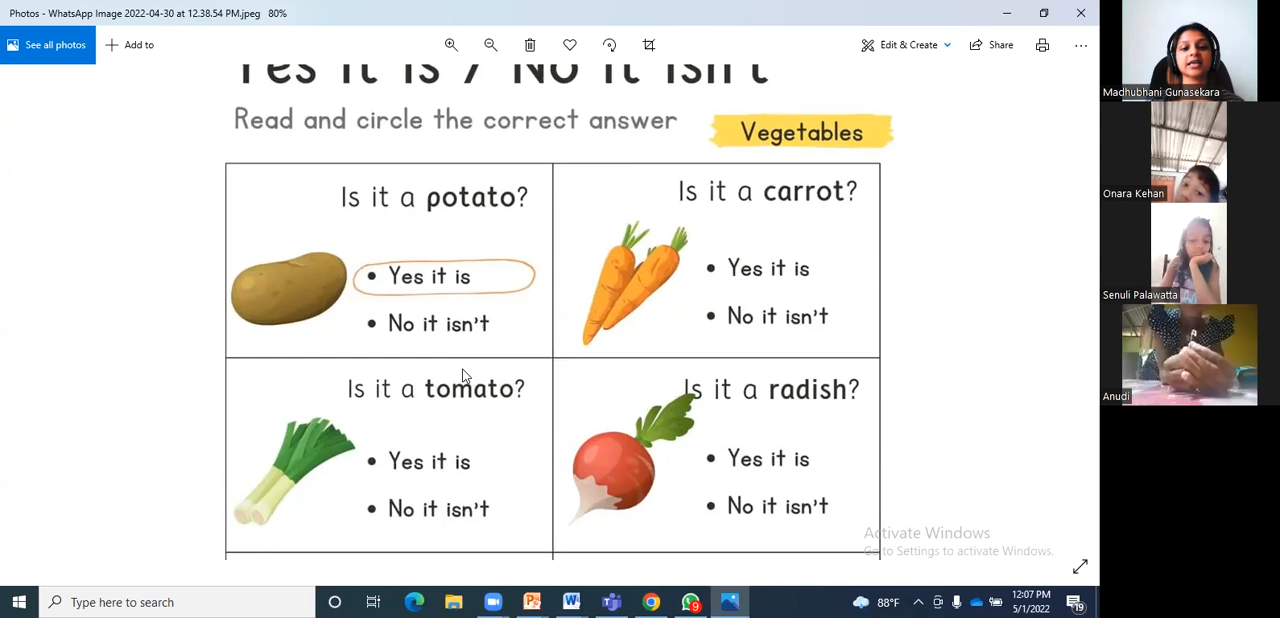 Photos - WhatsApp Image 2022-04-30 at 12.38.54 PM.jpeg 80%
See all photos
Add to
Edit & Create
Share
Yes it is / No it isn't
Read and circle the correct answer
Vegetables
Is it a potato?
• Yes it is
• No it isn't
Is it a carrot?
• Yes it is
• No it isn't
Is it a tomato?
• Yes it is
• No it isn't
Is it a radish?
• Yes it is
• No it isn't
Activate Windows
Go to Settings to activate Windows.
Madhubhani Gunasekara
Onara Kehan
Senuli Palawatta
Anudi
Type here to search
9
88°F
12:07 PM
5/1/2022
19